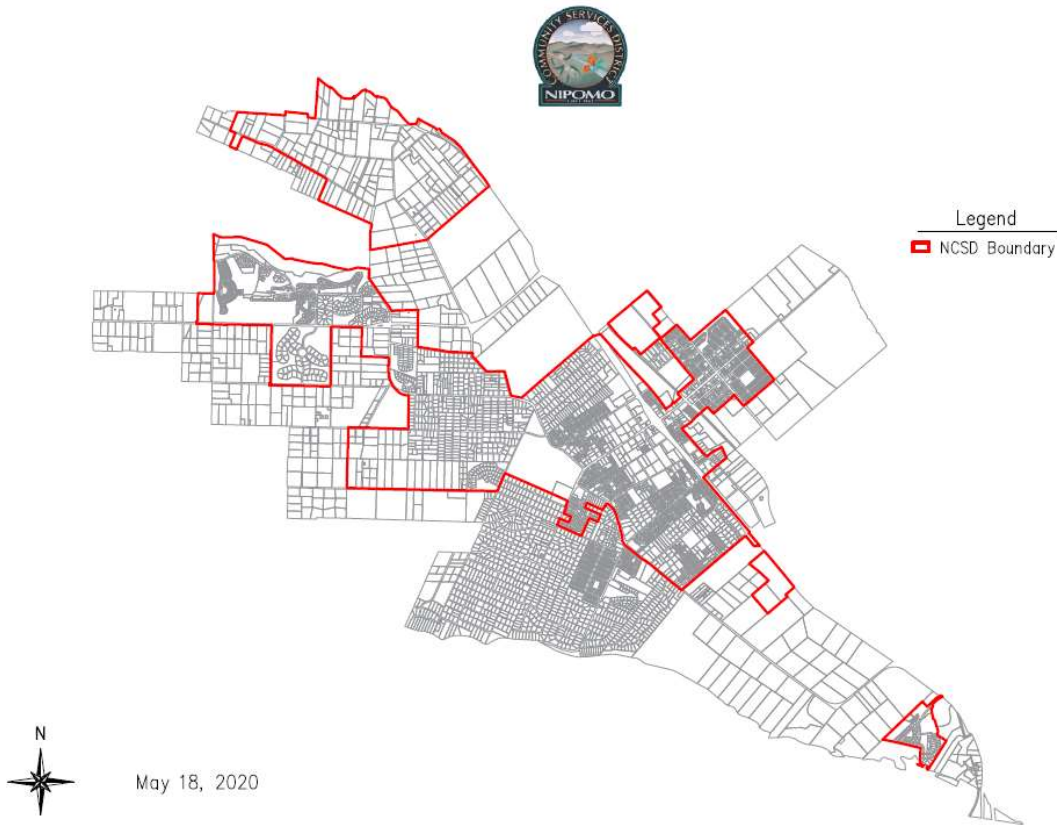 COMMUNITY SERVICES DISTRICT
NIPOMO
Legend
NCSD Boundary
N
May 18, 2020